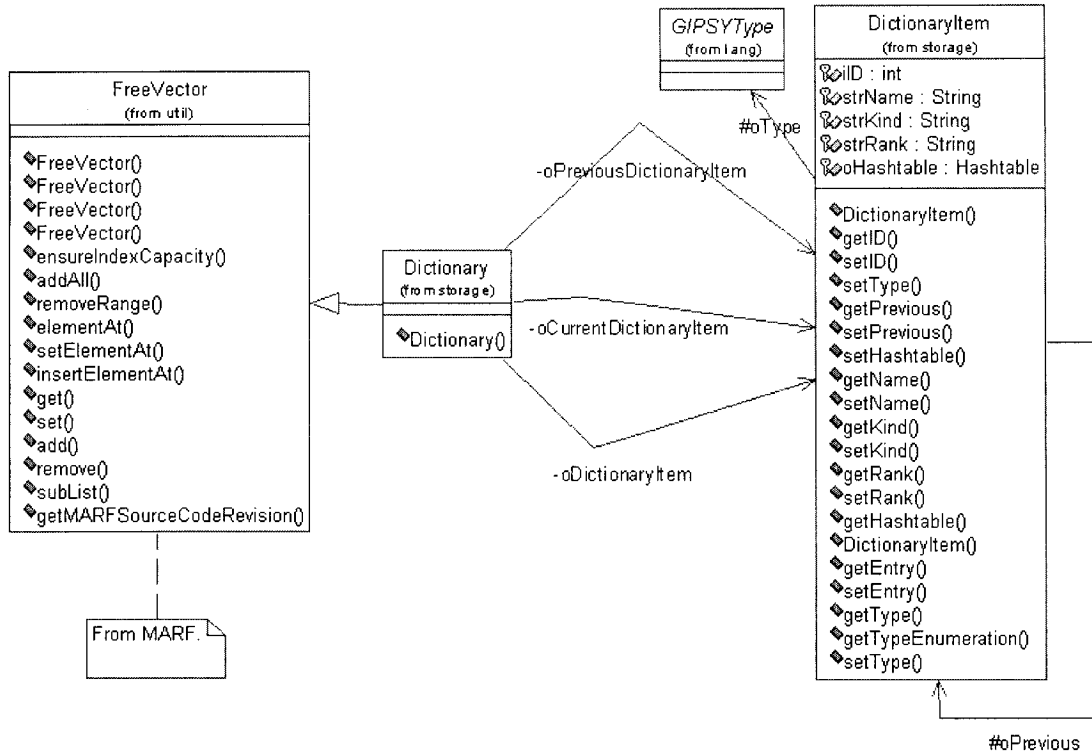 FreeVector
(from util)
FreeVector()
FreeVector()
FreeVector()
FreeVector()
ensureIndexCapacity()
addAll()
removeRange()
elementAt()
setElementAt()
insertElementAt()
get()
set()
add()
remove()
subList()
getMARFSourceCodeRevision()
From MARF.
Dictionary
(from storage)
Dictionary()
-oPreviousDictionaryItem
-oCurrentDictionaryItem
-oDictionaryItem
GIPSYType
(from lang)
#oType
DictionaryItem
(from storage)
iID : int
strName : String
strKind : String
strRank : String
oHashtable : Hashtable
DictionaryItem()
getID()
setID()
setType()
getPrevious()
setPrevious()
setHashtable()
getName()
setName()
getKind()
setKind()
getRank()
setRank()
getHashtable()
DictionaryItem()
getEntry()
setEntry()
getType()
getTypeEnumeration()
setType()
#oPrevious